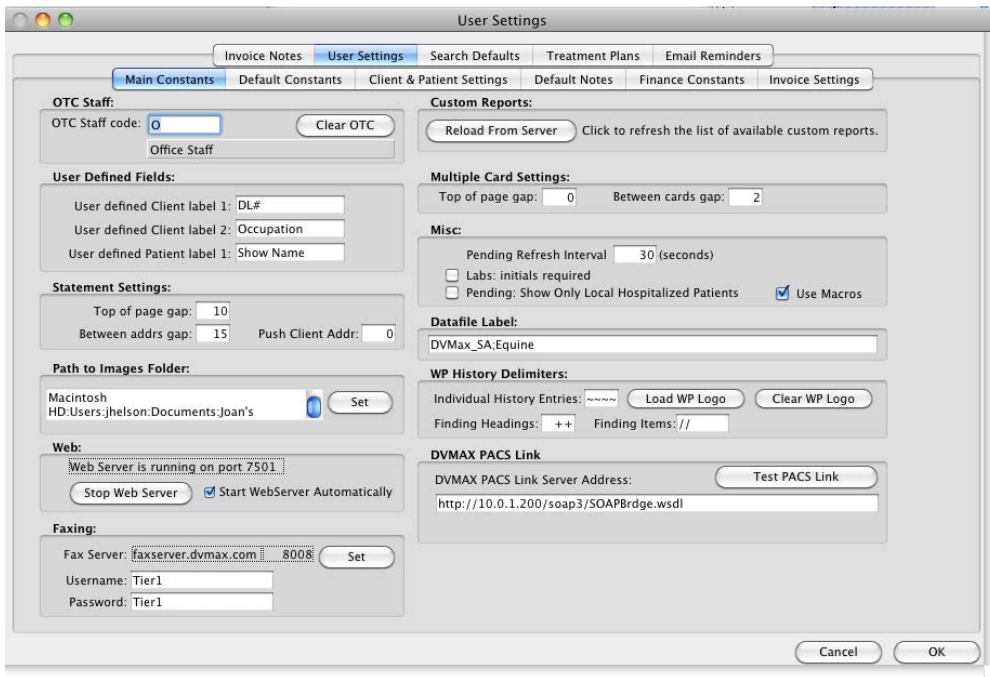 User Settings
Invoice Notes User Settings Search Defaults Treatment Plans Email Reminders
Main Constants Default Constants Client & Patient Settings Default Notes Finance Constants Invoice Settings
OTC Staff:
OTC Staff code: O Clear OTC
Office Staff
User Defined Fields:
User defined Client label 1: DL#
User defined Client label 2: Occupation
User defined Patient label 1: Show Name
Statement Settings:
Top of page gap: 10
Between addrs gap: 15 Push Client Addr: 0
Path to Images Folder:
Macintosh
HD:Users:jhelson:Documents:Joan's
Set
Web:
Web Server is running on port 7501
Stop Web Server Start WebServer Automatically
Faxing:
Fax Server: faxserver.dvmax.com 8008 Set
Username: Tier1
Password: Tier1
Custom Reports:
Reload From Server Click to refresh the list of available custom reports.
Multiple Card Settings:
Top of page gap: 0 Between cards gap: 2
Misc:
Pending Refresh Interval 30 (seconds)
Labs: initials required
Pending: Show Only Local Hospitalized Patients Use Macros
Datafile Label:
DVMax_SA;Equine
WP History Delimiters:
Individual History Entries: ~~~~ Load WP Logo Clear WP Logo
Finding Headings: ++ Finding Items: //
DVMAX PACS Link
DVMAX PACS Link Server Address: Test PACS Link
http://10.0.1.200/soap3/SOAPBrdge.wsdl
Cancel OK